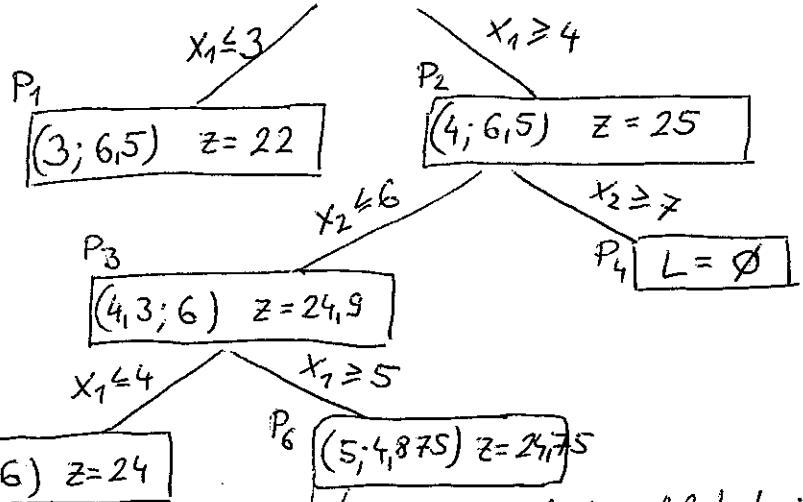 X₁≤3
X₁≥4
P₁
(3; 6,5) z=22
P₂
(4; 6,5) z=25
X₂≤6
X₂≥7
P₃
(4,3; 6) z=24,9
P₄
L=∅
X₁≤4
X₁≥5
6) z=24
P₆
(5; 4,875) z=24,75